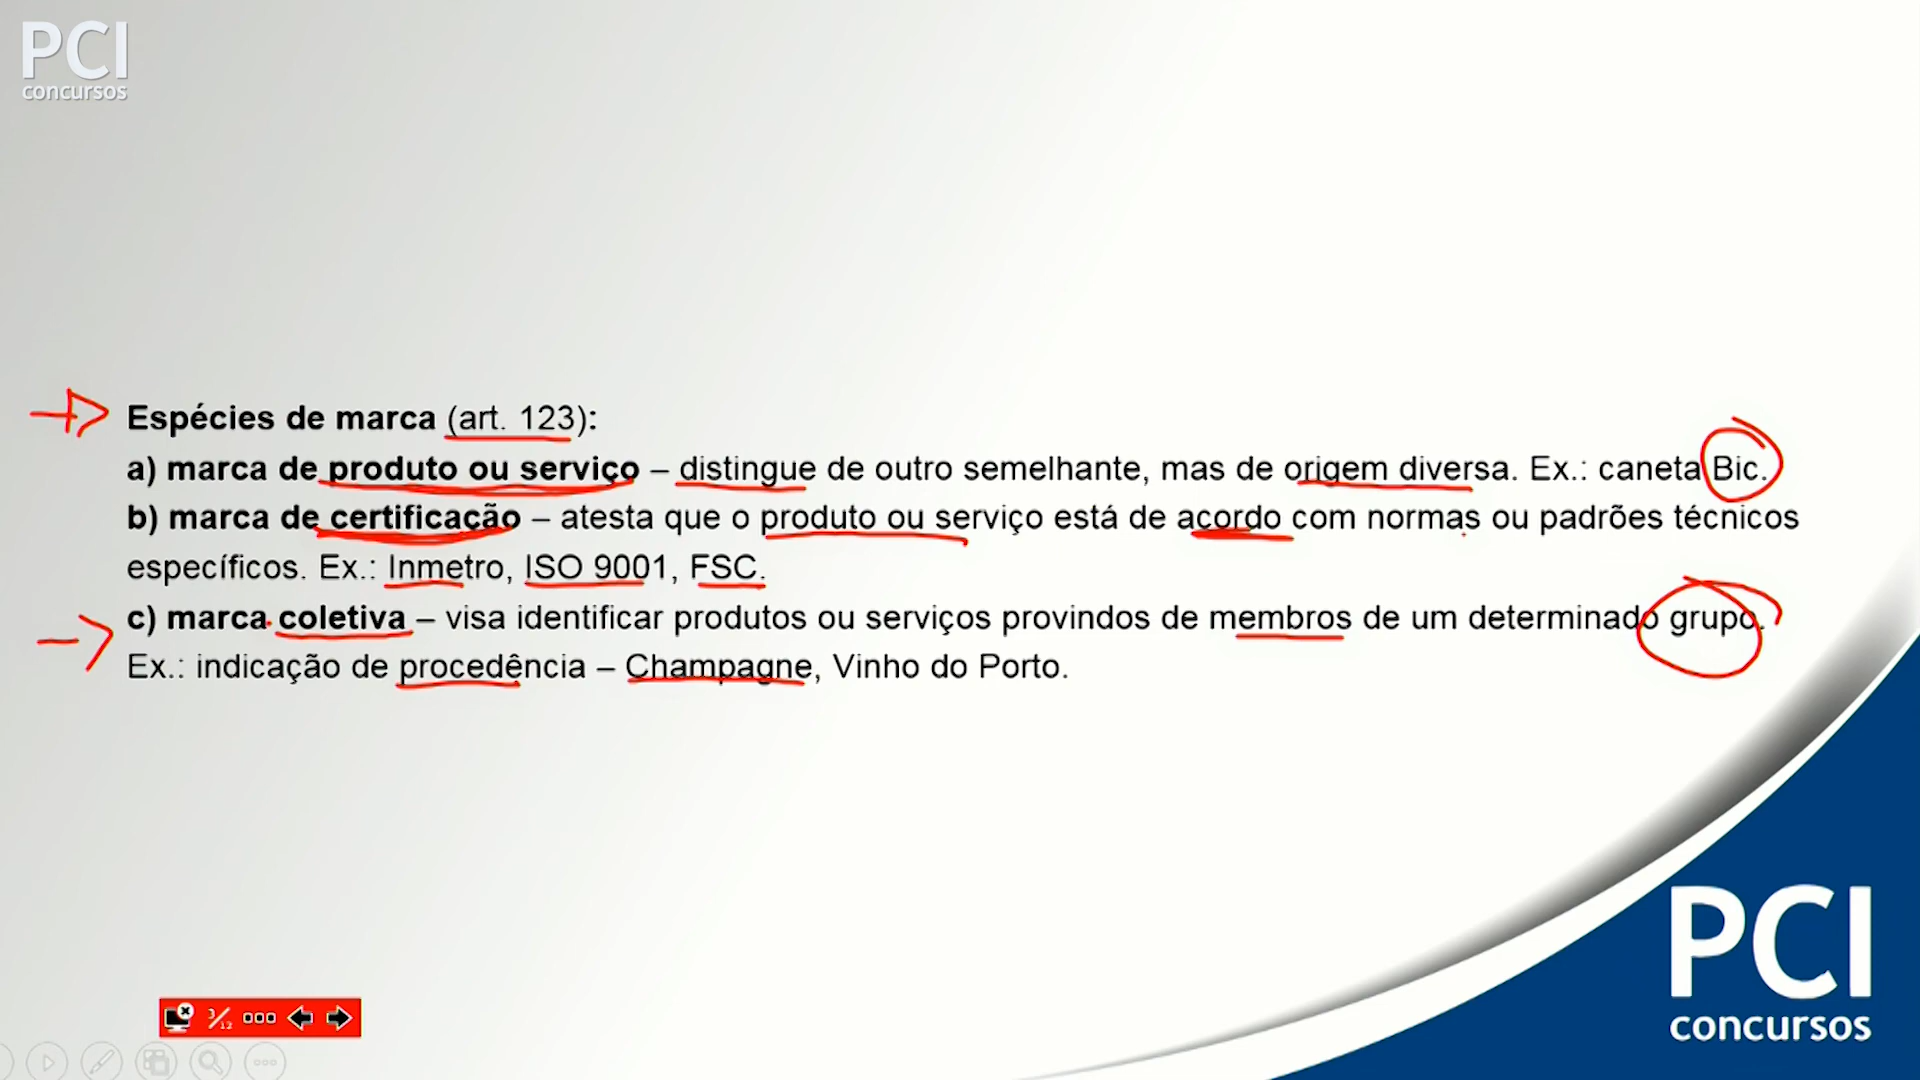 PCI
concursos
Espécies de marca (art. 123):
a) marca de produto ou serviço – distingue de outro semelhante, mas de origem diversa. Ex.: caneta Bic.
b) marca de certificação – atesta que o produto ou serviço está de acordo com normas ou padrões técnicos
específicos. Ex.: Inmetro, ISO 9001, FSC.
c) marca coletiva – visa identificar produtos ou serviços provindos de membros de um determinado grupo.
Ex.: indicação de procedência – Champagne, Vinho do Porto.
3/13
PCI
concursos